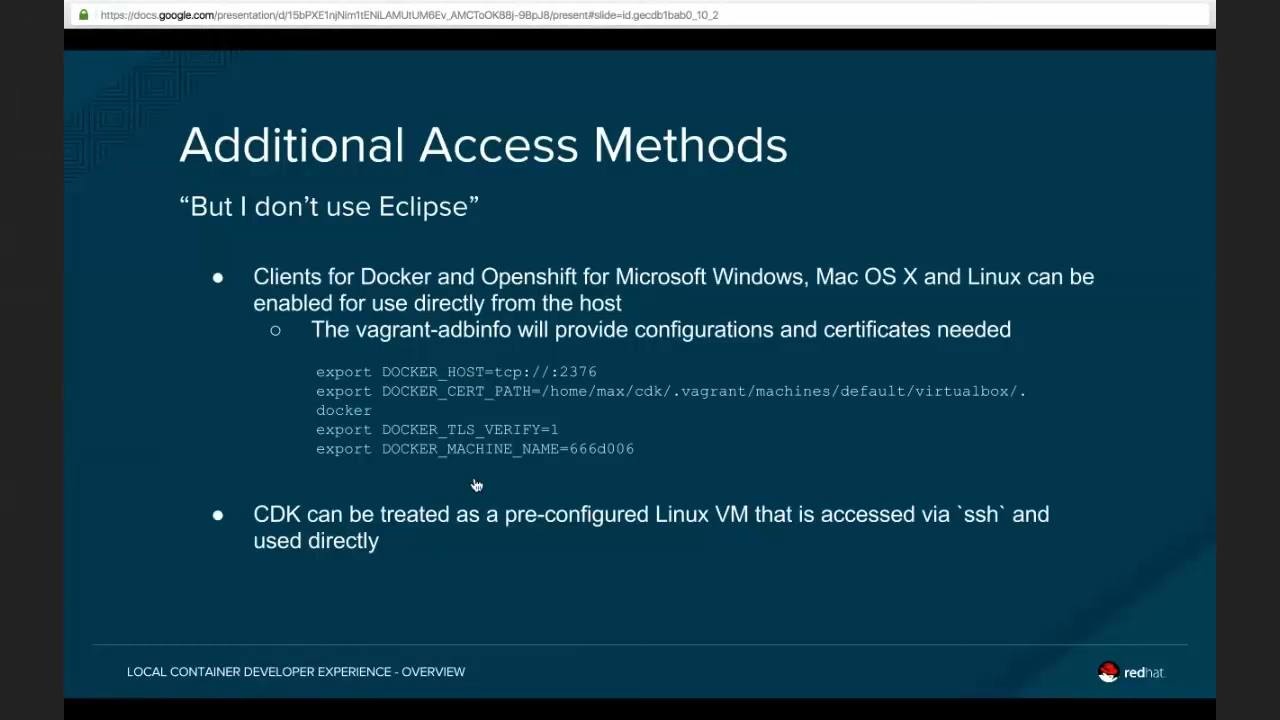 https://docs.google.com/presentation/d/15bPXE1njNim1tENiLAMUtUM6Ev_AMCToOK88j-9BpJ8/present#slide=id.gecdb1bab0_10_2
Additional Access Methods
“But I don’t use Eclipse”
● Clients for Docker and Openshift for Microsoft Windows, Mac OS X and Linux can be
enabled for use directly from the host
○ The vagrant-adbinfo will provide configurations and certificates needed
export DOCKER_HOST=tcp://:2376
export DOCKER_CERT_PATH=/home/max/cdk/.vagrant/machines/default/virtualbox/.
docker
export DOCKER_TLS_VERIFY=1
export DOCKER_MACHINE_NAME=666d006
● CDK can be treated as a pre-configured Linux VM that is accessed via `ssh` and
used directly
LOCAL CONTAINER DEVELOPER EXPERIENCE - OVERVIEW
redhat.